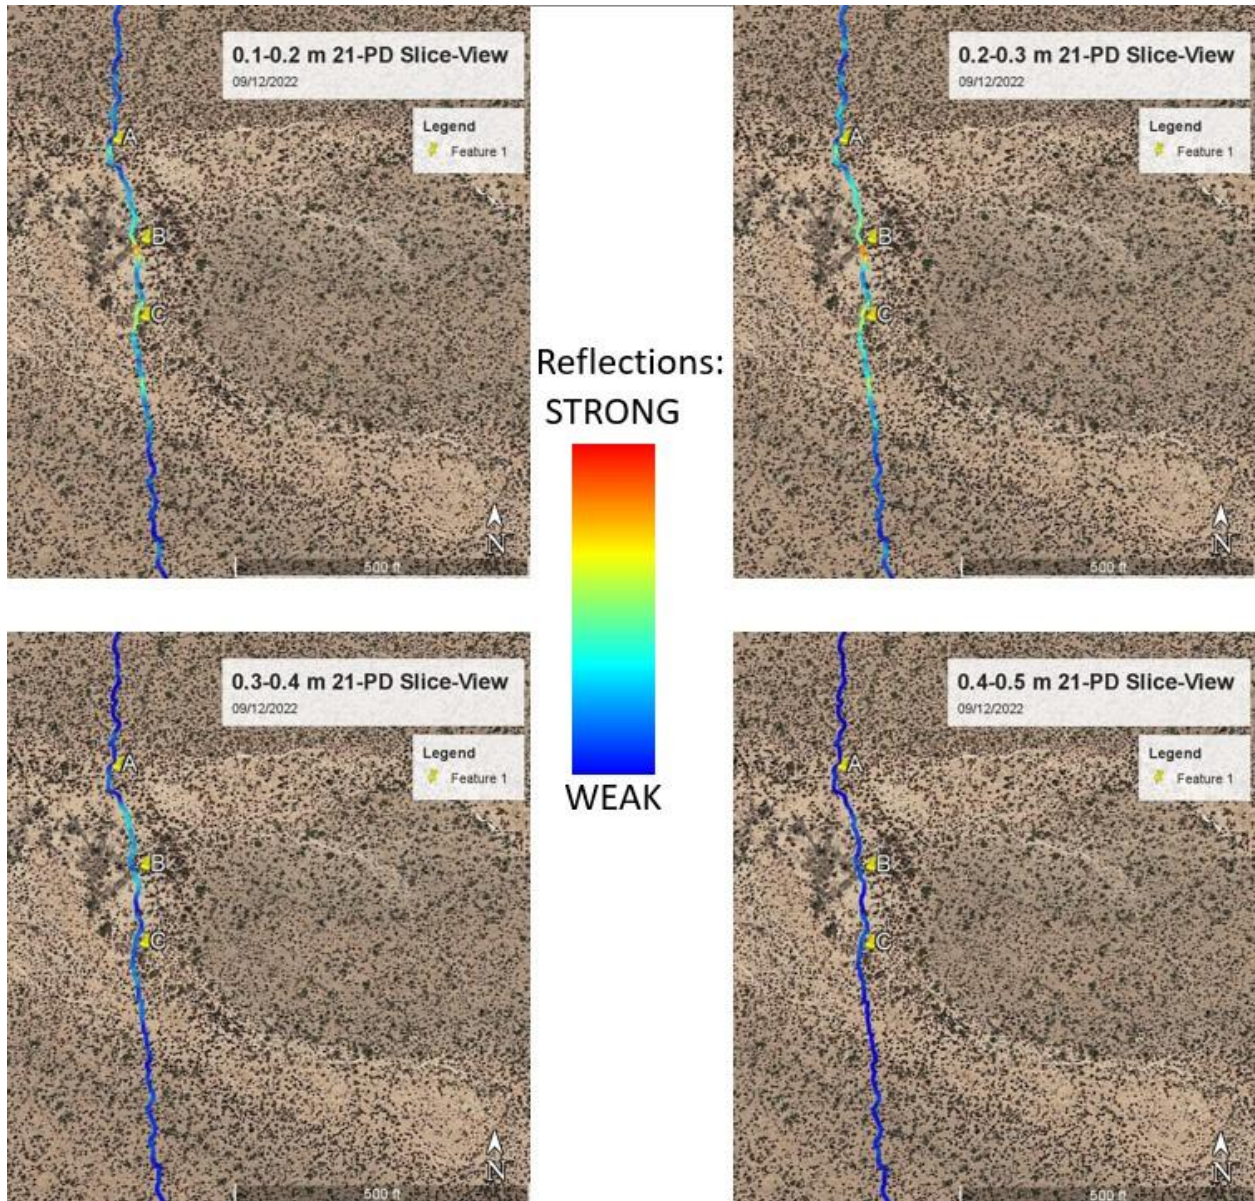 0.1-0.2 m 21-PD Slice-View
09/12/2022
Legend
Feature 1
A
B
C
N
500 ft
0.2-0.3 m 21-PD Slice-View
09/12/2022
Legend
Feature 1
A
B
C
N
500 ft
Reflections:
STRONG
WEAK
0.3-0.4 m 21-PD Slice-View
09/12/2022
Legend
Feature 1
A
B
C
N
500 ft
0.4-0.5 m 21-PD Slice-View
09/12/2022
Legend
Feature 1
A
B
C
N
500 ft